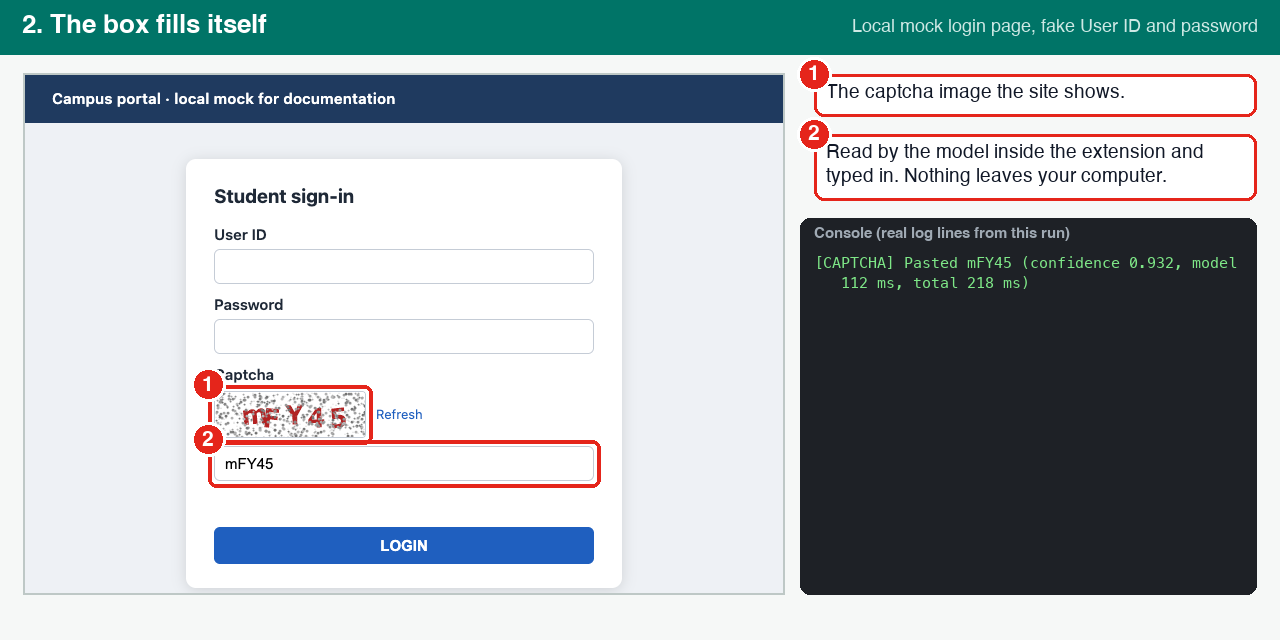 2. The box fills itself
Local mock login page, fake User ID and password
Campus portal · local mock for documentation
Student sign-in
User ID
Password
1
Captcha
mFY45
Refresh
2
mFY45
LOGIN
1
The captcha image the site shows.
2
Read by the model inside the extension and
typed in. Nothing leaves your computer.
Console (real log lines from this run)
[CAPTCHA] Pasted mFY45 (confidence 0.932, model
112 ms, total 218 ms)